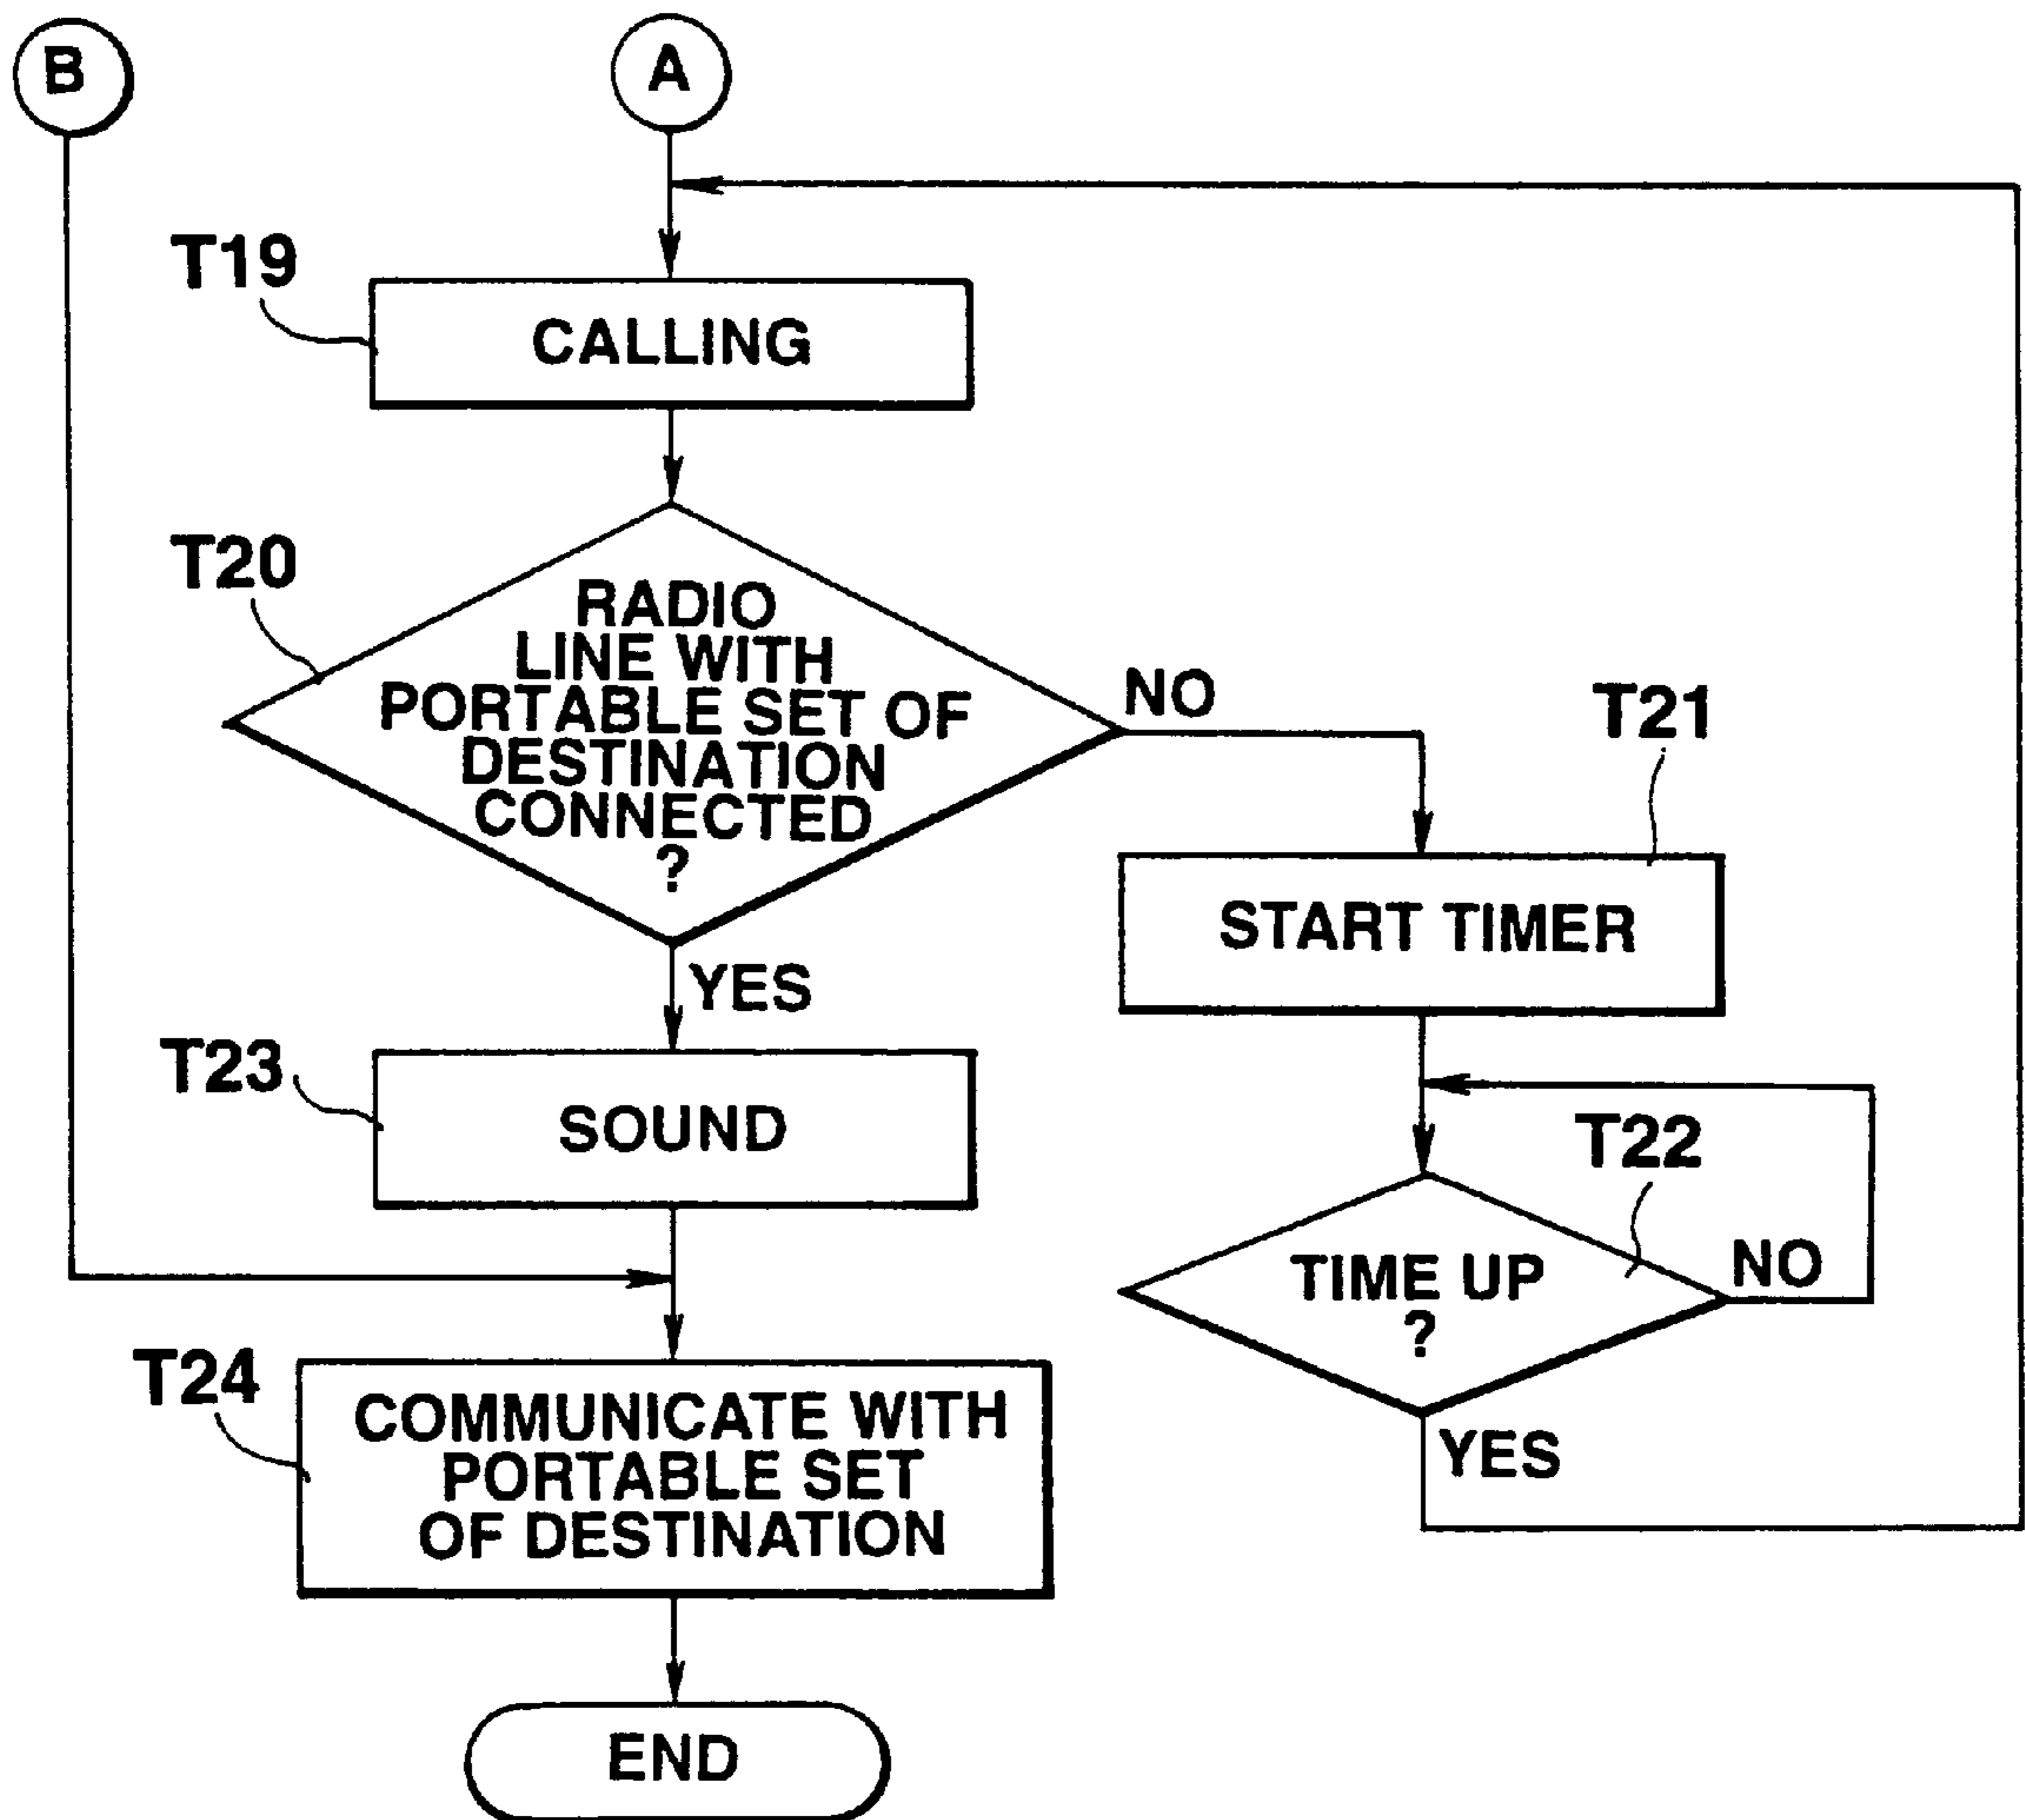 B
A
T19
CALLING
T20
RADIO
LINE WITH
PORTABLE SET OF
DESTINATION
CONNECTED
?
NO
T21
START TIMER
YES
T23
SOUND
T22
TIME UP
?
NO
T24
COMMUNICATE WITH
PORTABLE SET
OF DESTINATION
YES
END